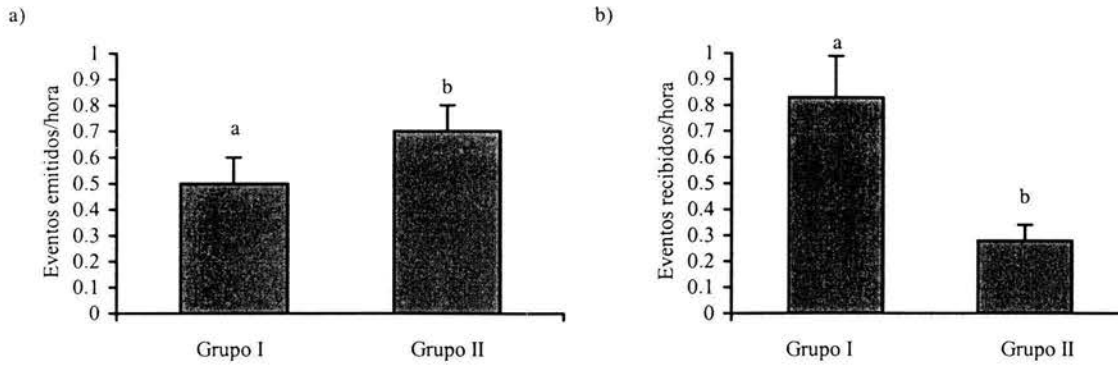 a)
Eventos emitidos/hora
1
0.9
0.8
0.7
0.6
0.5
0.4
0.3
0.2
0.1
0
a
b
Grupo I
Grupo II
b)
Eventos recibidos/hora
1
0.9
0.8
0.7
0.6
0.5
0.4
0.3
0.2
0.1
0
a
b
Grupo I
Grupo II